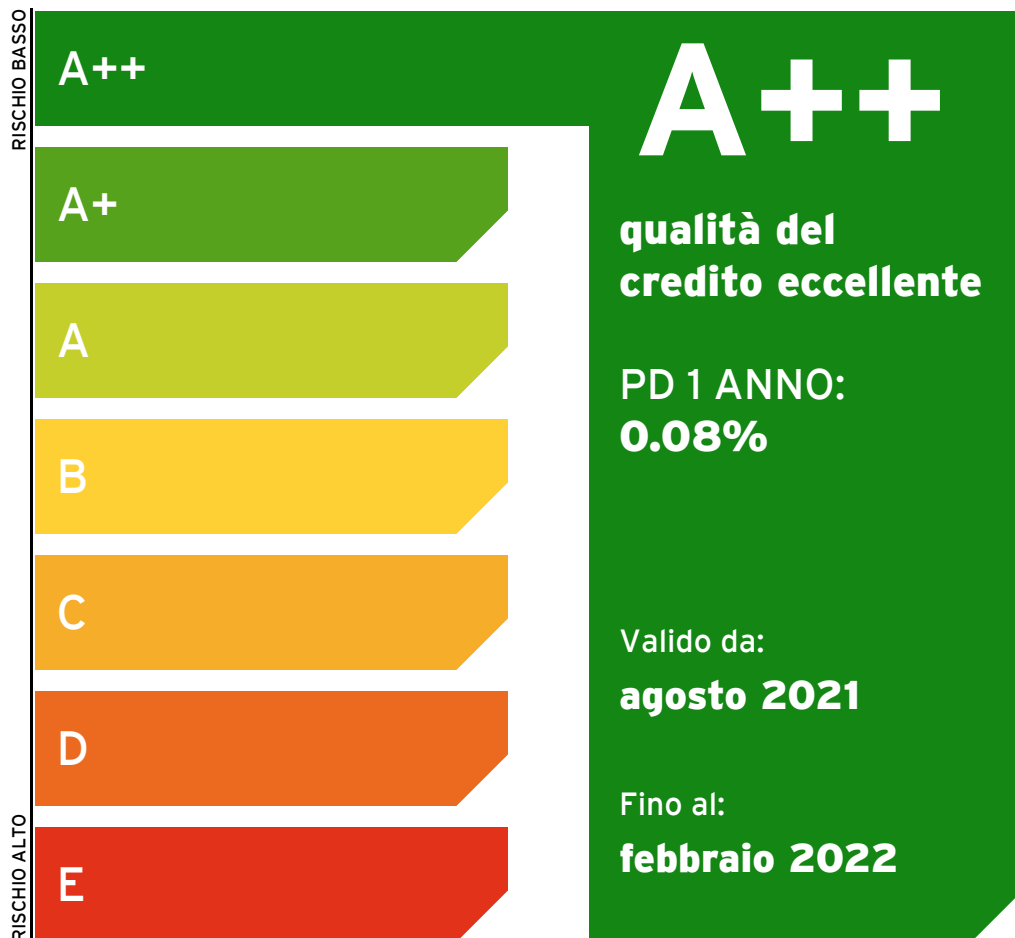 RISCHIO BASSO
A++
A+
A
B
C
D
E
RISCHIO ALTO
A++
qualità del
credito eccellente
PD 1 ANNO:
0.08%
Valido da:
agosto 2021
Fino al:
febbraio 2022